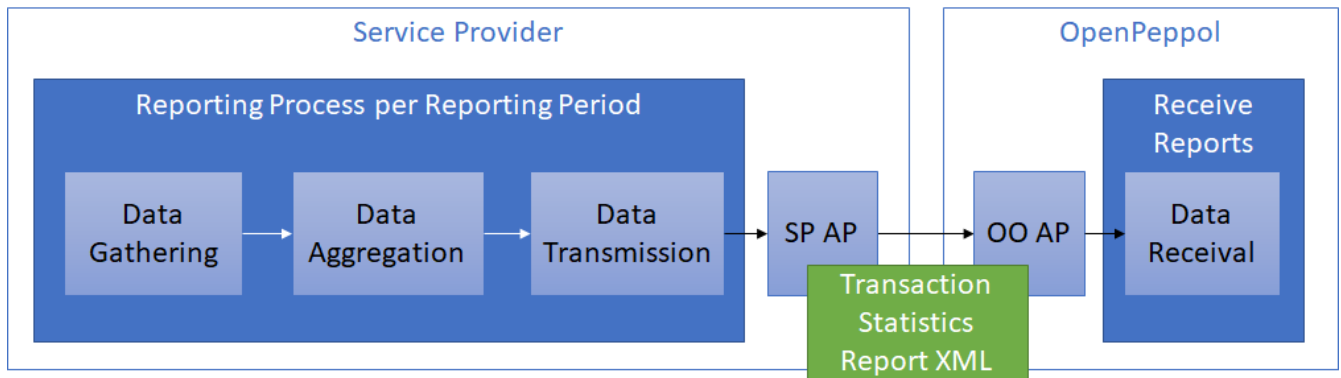 Service Provider
OpenPeppol
Reporting Process per Reporting Period
Receive
Reports
Data
Gathering
Data
Aggregation
Data
Transmission
SP AP
OO AP
Data
Receival
Transaction
Statistics
Report XML